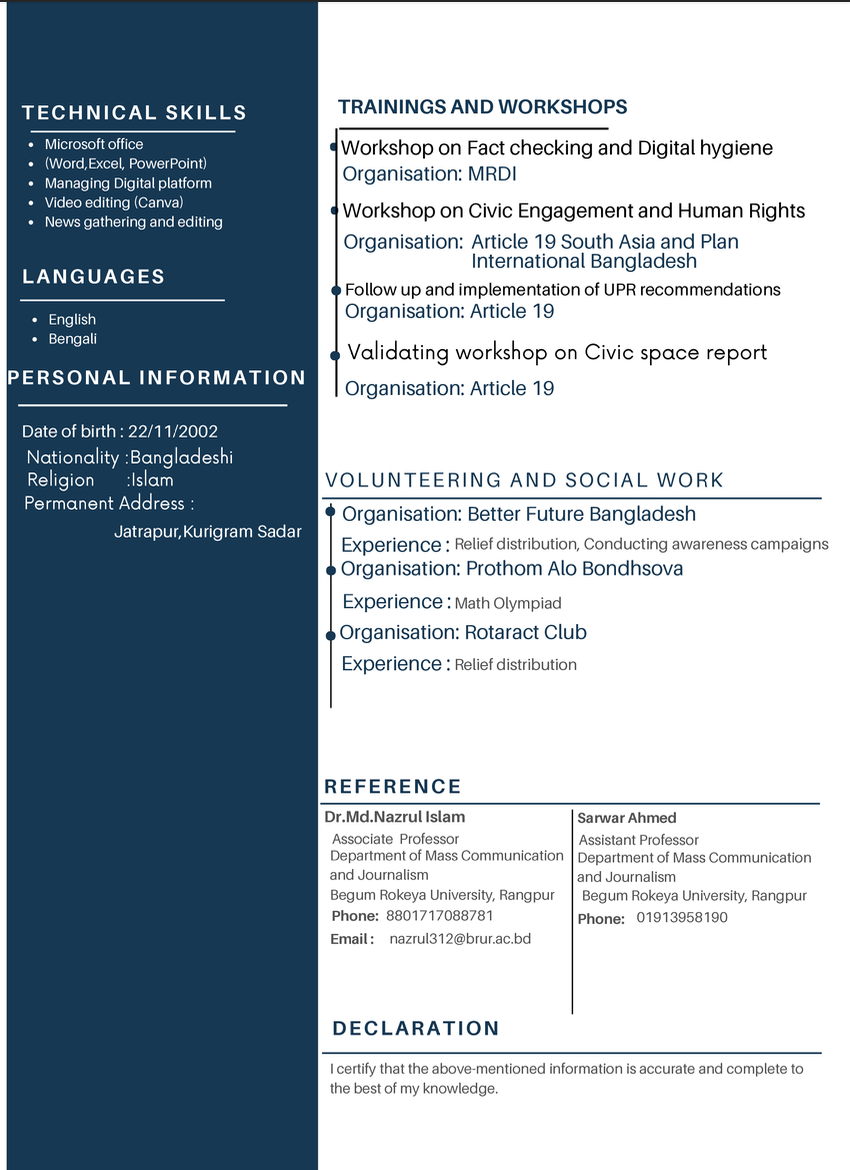 TECHNICAL SKILLS
• Microsoft office
• (Word,Excel, PowerPoint)
• Managing Digital platform
• Video editing (Canva)
• News gathering and editing
LANGUAGES
• English
• Bengali
PERSONAL INFORMATION
Date of birth : 22/11/2002
Nationality :Bangladeshi
Religion :Islam
Permanent Address :
Jatrapur,Kurigram Sadar
TRAININGS AND WORKSHOPS
Workshop on Fact checking and Digital hygiene
Organisation: MRDI
Workshop on Civic Engagement and Human Rights
Organisation: Article 19 South Asia and Plan
International Bangladesh
Follow up and implementation of UPR recommendations
Organisation: Article 19
Validating workshop on Civic space report
Organisation: Article 19
VOLUNTEERING AND SOCIAL WORK
Organisation: Better Future Bangladesh
Experience : Relief distribution, Conducting awareness campaigns
Organisation: Prothom Alo Bondhsova
Experience : Math Olympiad
Organisation: Rotaract Club
Experience : Relief distribution
REFERENCE
Dr.Md.Nazrul Islam
Associate Professor
Department of Mass Communication
and Journalism
Begum Rokeya University, Rangpur
Phone: 8801717088781
Email : nazrul312@brur.ac.bd
Sarwar Ahmed
Assistant Professor
Department of Mass Communication
and Journalism
Begum Rokeya University, Rangpur
Phone: 01913958190
DECLARATION
I certify that the above-mentioned information is accurate and complete to
the best of my knowledge.